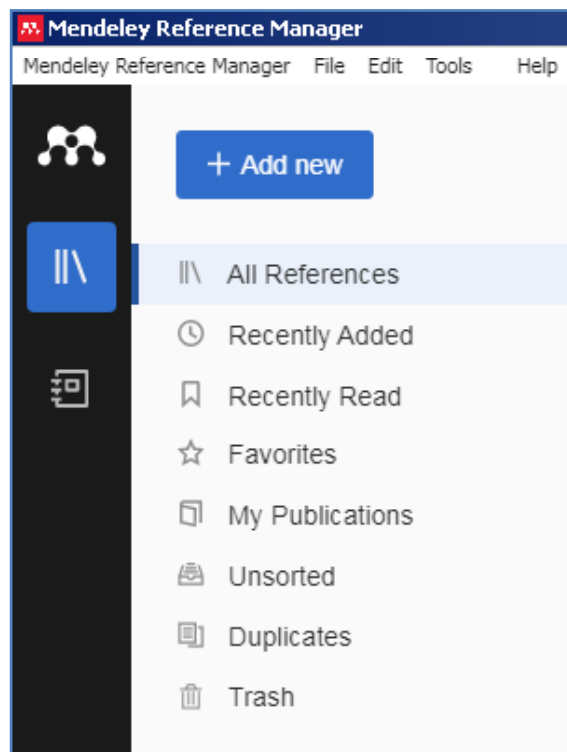 Mendeley Reference Manager
Mendeley Reference Manager File Edit Tools Help
+ Add new
All References
Recently Added
Recently Read
Favorites
My Publications
Unsorted
Duplicates
Trash